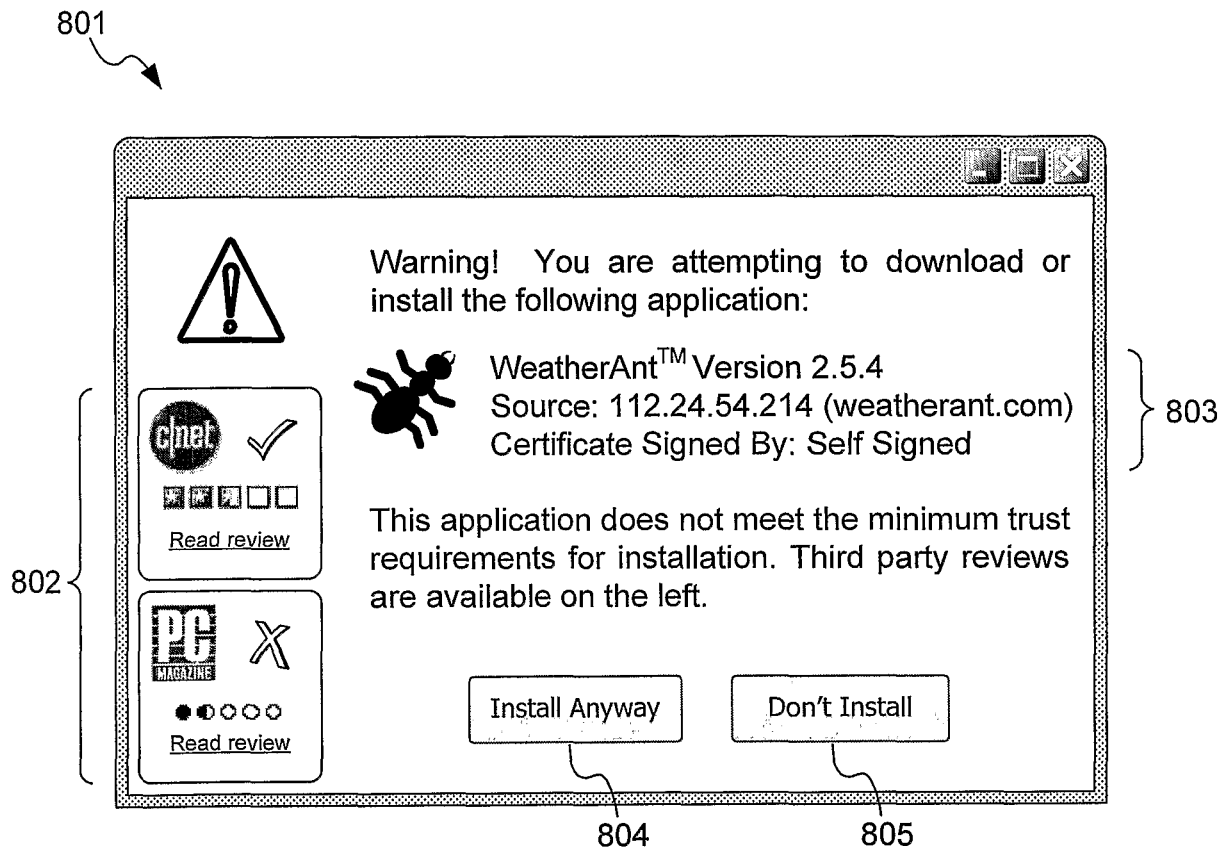 801
Warning! You are attempting to download or
install the following application:
WeatherAnt™ Version 2.5.4
Source: 112.24.54.214 (weatherant.com)
Certificate Signed By: Self Signed
803
c|net
Read review
802
PC
MAGAZINE
Read review
This application does not meet the minimum trust
requirements for installation. Third party reviews
are available on the left.
Install Anyway
Don't Install
804
805